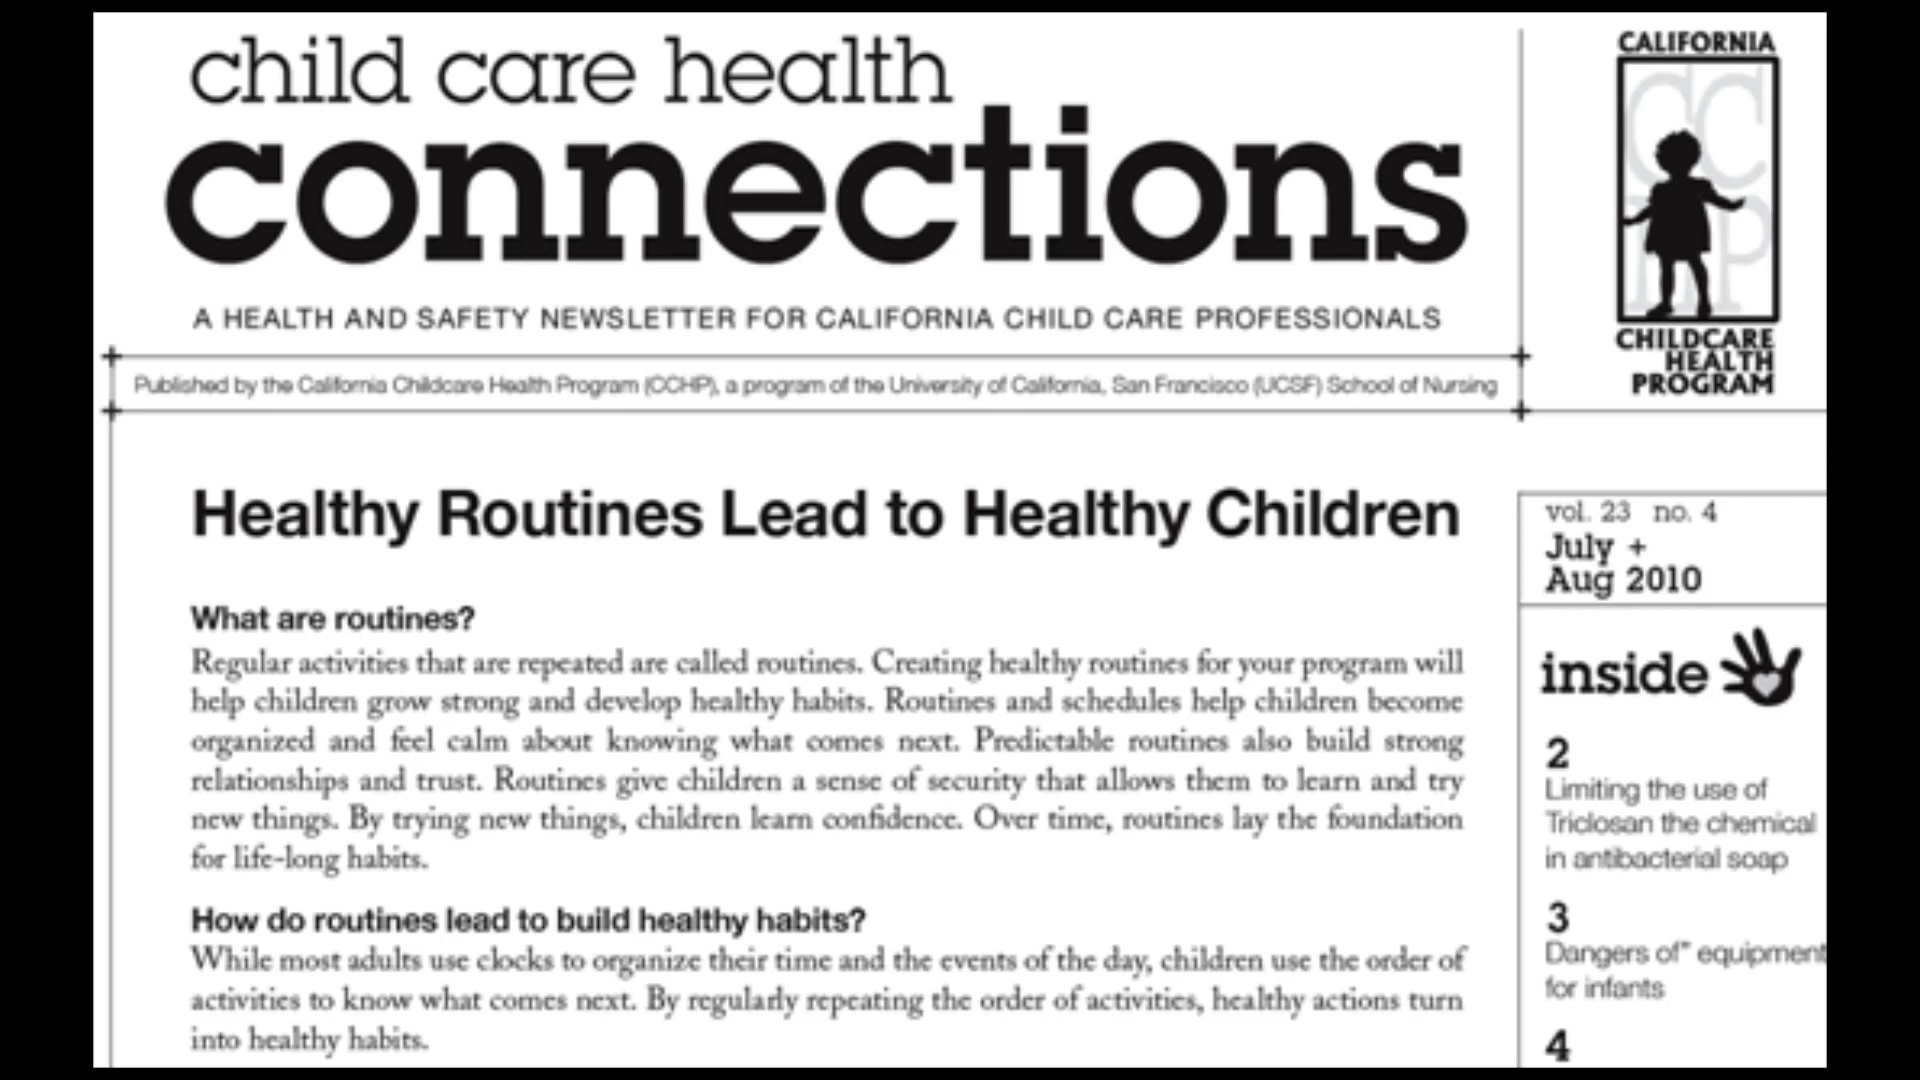 child care health
connections
A HEALTH AND SAFETY NEWSLETTER FOR CALIFORNIA CHILD CARE PROFESSIONALS
Published by the California Childcare Health Program (CCHP), a program of the University of California, San Francisco (UCSF) School of Nursing
CALIFORNIA
CC
HP
CHILDCARE
HEALTH
PROGRAM
Healthy Routines Lead to Healthy Children
What are routines?
Regular activities that are repeated are called routines. Creating healthy routines for your program will
help children grow strong and develop healthy habits. Routines and schedules help children become
organized and feel calm about knowing what comes next. Predictable routines also build strong
relationships and trust. Routines give children a sense of security that allows them to learn and try
new things. By trying new things, children learn confidence. Over time, routines lay the foundation
for life-long habits.
How do routines lead to build healthy habits?
While most adults use clocks to organize their time and the events of the day, children use the order of
activities to know what comes next. By regularly repeating the order of activities, healthy actions turn
into healthy habits.
vol. 23 no. 4
July +
Aug 2010
inside
2
Limiting the use of
Triclosan the chemical
in antibacterial soap
3
Dangers of" equipment
for infants
4